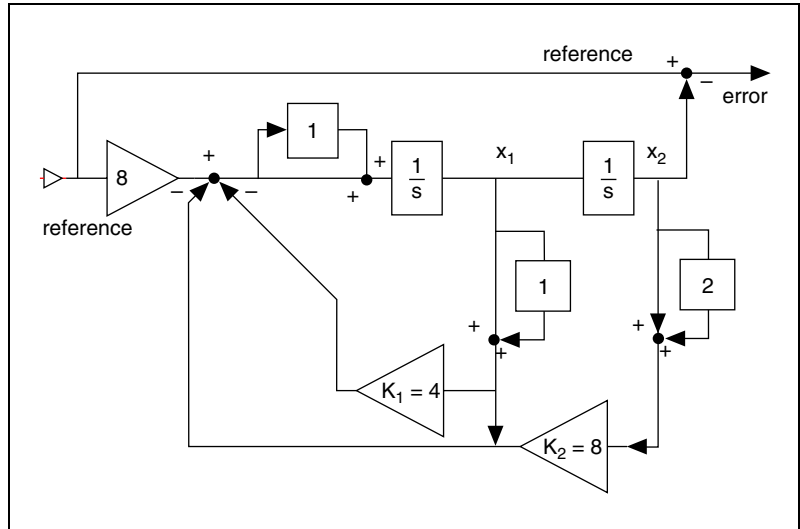 reference
+
−
error
1
8
+
−
−
+
+
1
s
x1
1
s
x2
reference
1
2
+
+
+
+
K1 = 4
K2 = 8